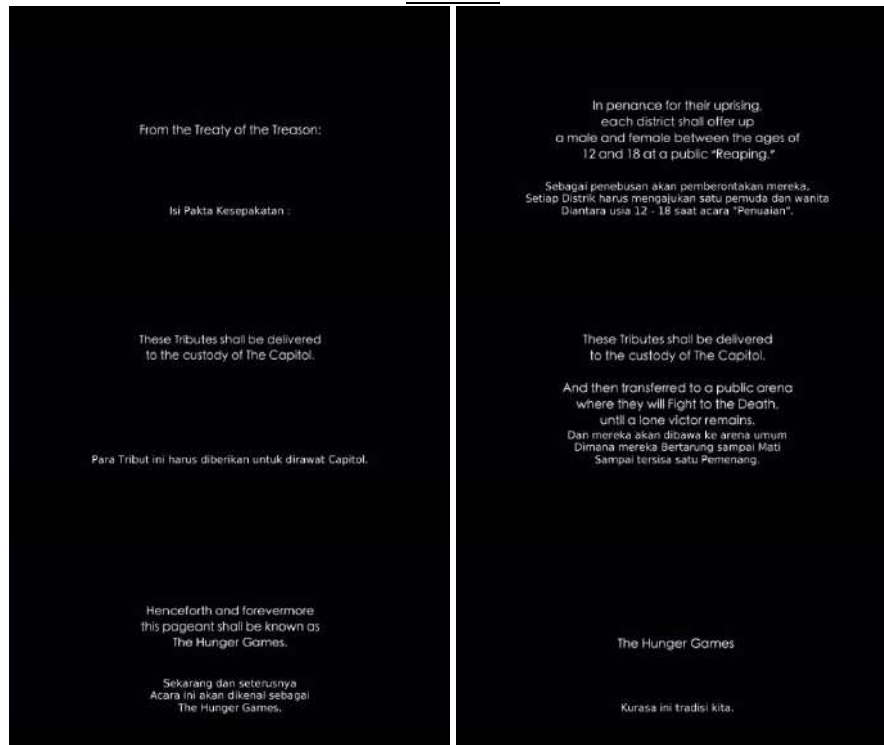 From the Treaty of the Treason:
Isi Pakta Kesepakatan :
In penance for their uprising,
each district shall offer up
a male and female between the ages of
12 and 18 at a public "Reaping."
Sebagai penebusan akan pemberontakan mereka,
Setiap Distrik harus mengajukan satu pemuda dan wanita
Diantara usia 12 - 18 saat acara "Penuaian".
These Tributes shall be delivered
to the custody of The Capitol.
Para Tribut ini harus diberikan untuk dirawat Capitol.
These Tributes shall be delivered
to the custody of The Capitol.
And then transferred to a public arena
where they will Fight to the Death,
until a lone victor remains.
Dan mereka akan dibawa ke arena umum
Dimana mereka Bertarung sampai Mati
Sampai tersisa satu Pemenang.
Henceforth and forevermore
this pageant shall be known as
The Hunger Games.
Sekarang dan seterusnya
Acara ini akan dikenal sebagai
The Hunger Games.
The Hunger Games
Kurasa ini tradisi kita.